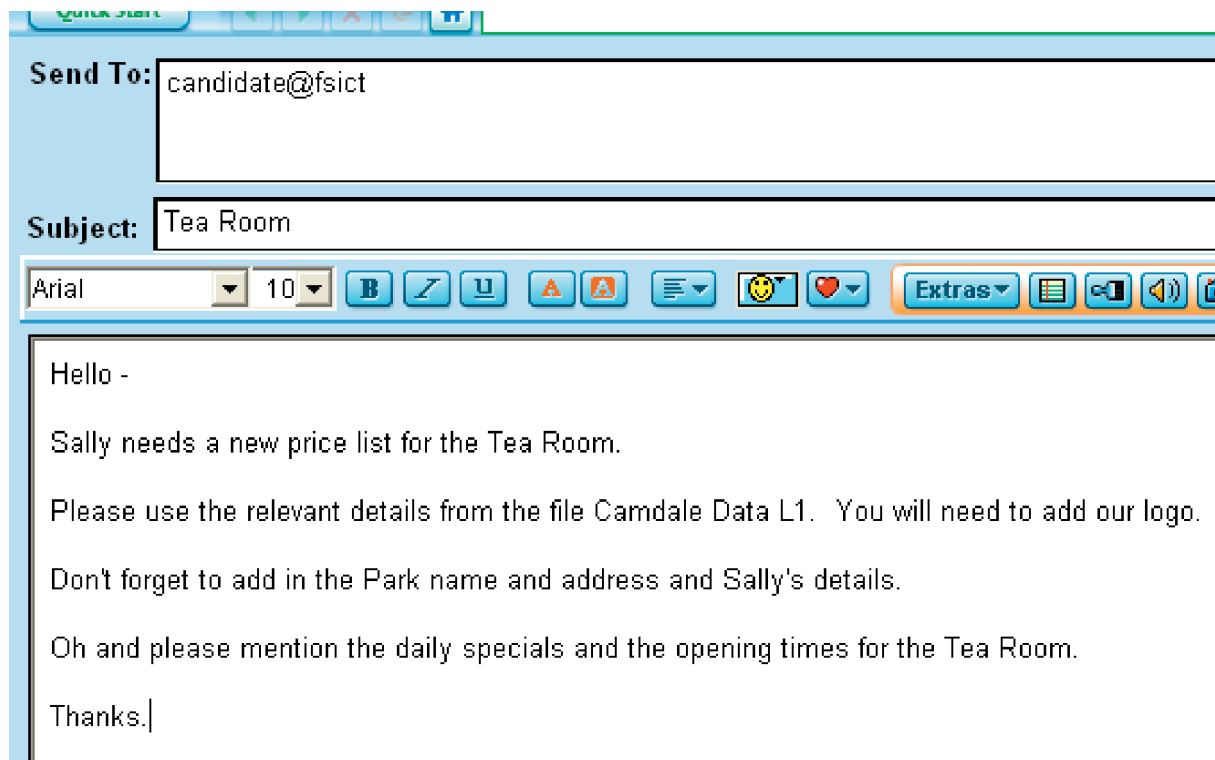 Quick Start
Send To: candidate@fsict
Subject: Tea Room
Arial 10 B I U A A Extras
Hello -
Sally needs a new price list for the Tea Room.
Please use the relevant details from the file Camdale Data L1. You will need to add our logo.
Don't forget to add in the Park name and address and Sally's details.
Oh and please mention the daily specials and the opening times for the Tea Room.
Thanks.